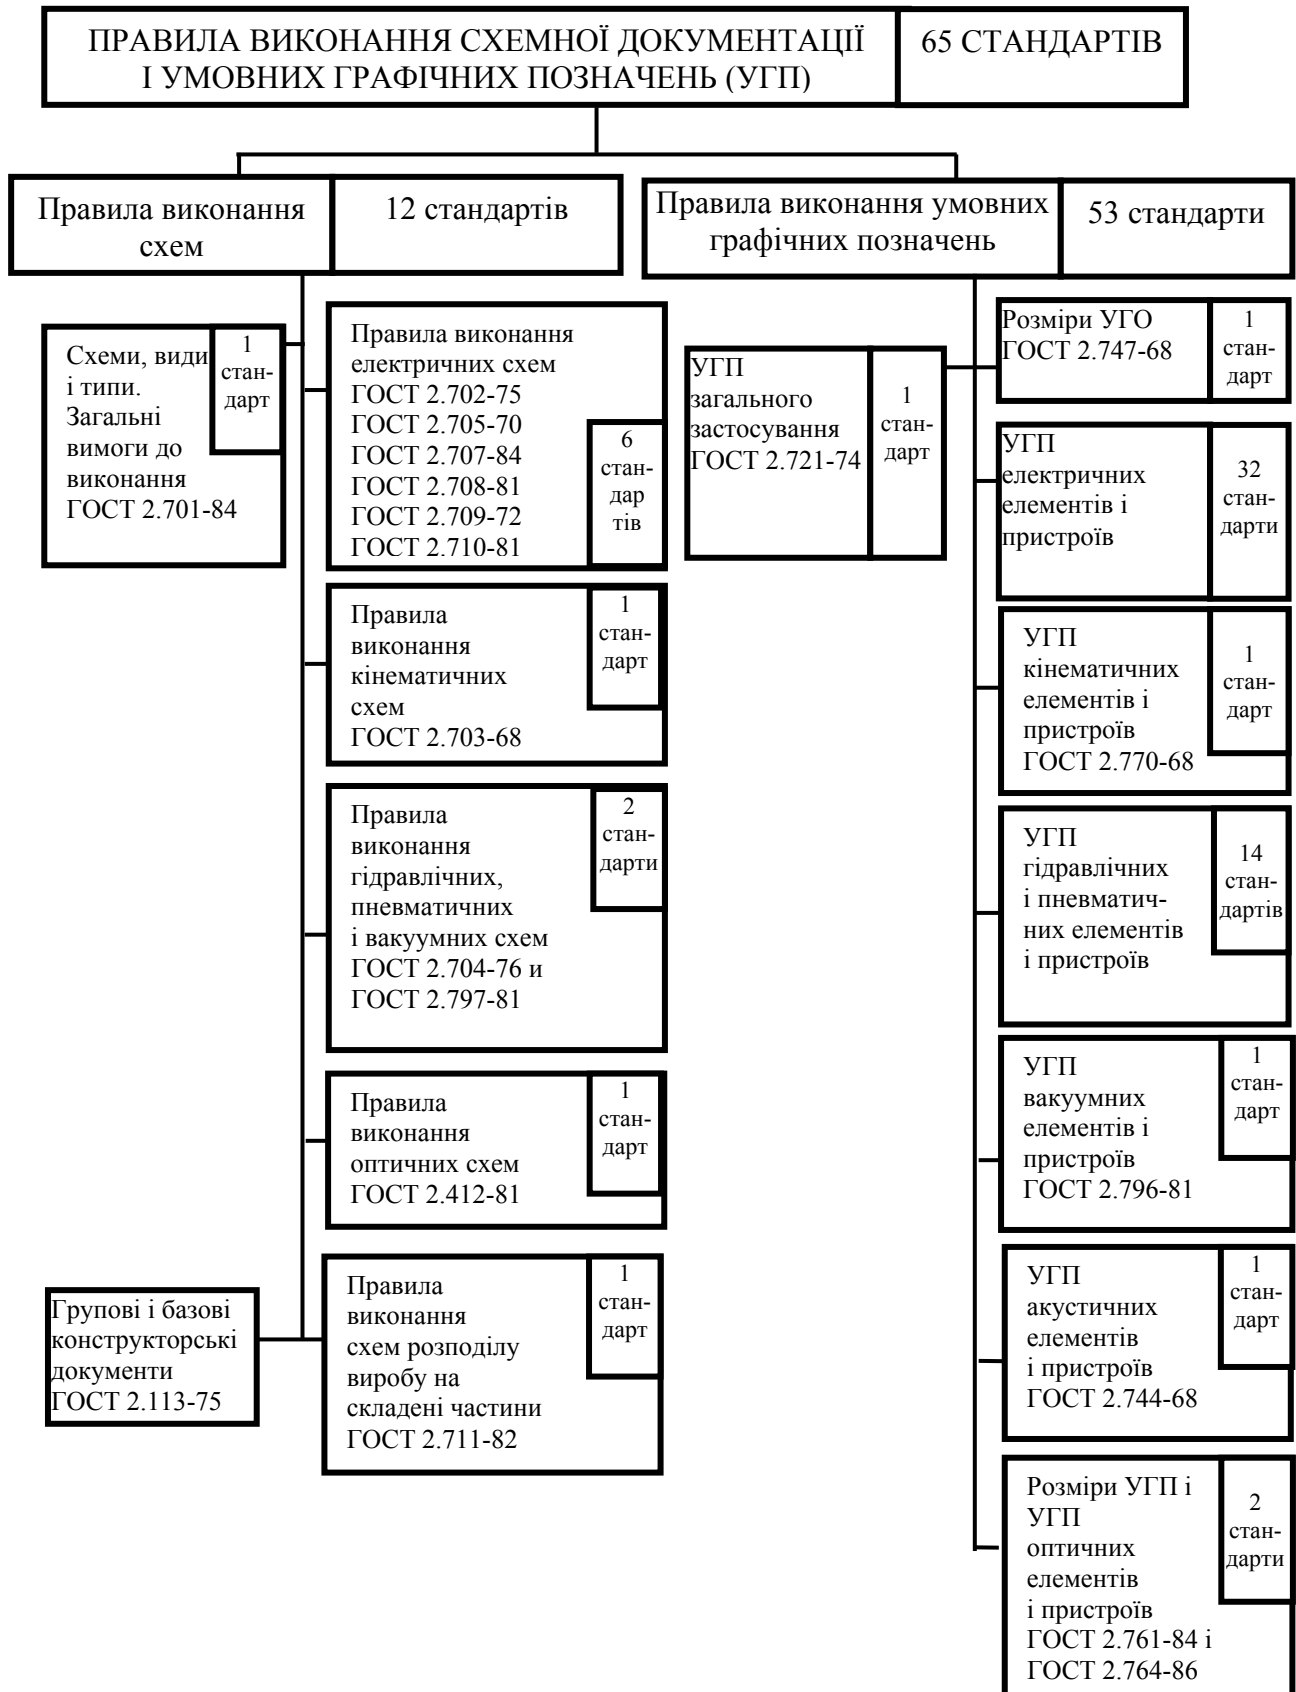 ПРАВИЛА ВИКОНАННЯ СХЕМНОЇ ДОКУМЕНТАЦІЇ
І УМОВНИХ ГРАФІЧНИХ ПОЗНАЧЕНЬ (УГП)
65 СТАНДАРТІВ
Правила виконання
схем
12 стандартів
Правила виконання умовних
графічних позначень
53 стандарти
Схеми, види
і типи.
Загальні
вимоги до
виконання
ГОСТ 2.701-84
1
стан-
дарт
Правила виконання
електричних схем
ГОСТ 2.702-75
ГОСТ 2.705-70
ГОСТ 2.707-84
ГОСТ 2.708-81
ГОСТ 2.709-72
ГОСТ 2.710-81
6
стан-
дар
тів
Правила
виконання
кінематичних
схем
ГОСТ 2.703-68
1
стан-
дарт
Правила
виконання
гідравлічних,
пневматичних
і вакуумних схем
ГОСТ 2.704-76 и
ГОСТ 2.797-81
2
стан-
дарти
Правила
виконання
оптичних схем
ГОСТ 2.412-81
1
стан-
дарт
Групові і базові
конструкторські
документи
ГОСТ 2.113-75
Правила
виконання
схем розподілу
виробу на
складені частини
ГОСТ 2.711-82
1
стан-
дарт
УГП
загального
застосування
ГОСТ 2.721-74
1
стан-
дарт
Розміри УГО
ГОСТ 2.747-68
1
стан-
дарт
УГП
електричних
елементів і
пристроїв
32
стан-
дарти
УГП
кінематичних
елементів і
пристроїв
ГОСТ 2.770-68
1
стан-
дарт
УГП
гідравлічних
і пневматич-
них елементів
і пристроїв
14
стан-
дартів
УГП
вакуумних
елементів і
пристроїв
ГОСТ 2.796-81
1
стан-
дарт
УГП
акустичних
елементів
і пристроїв
ГОСТ 2.744-68
1
стан-
дарт
Розміри УГП і
УГП
оптичних
елементів
і пристроїв
ГОСТ 2.761-84 і
ГОСТ 2.764-86
2
стан-
дарти